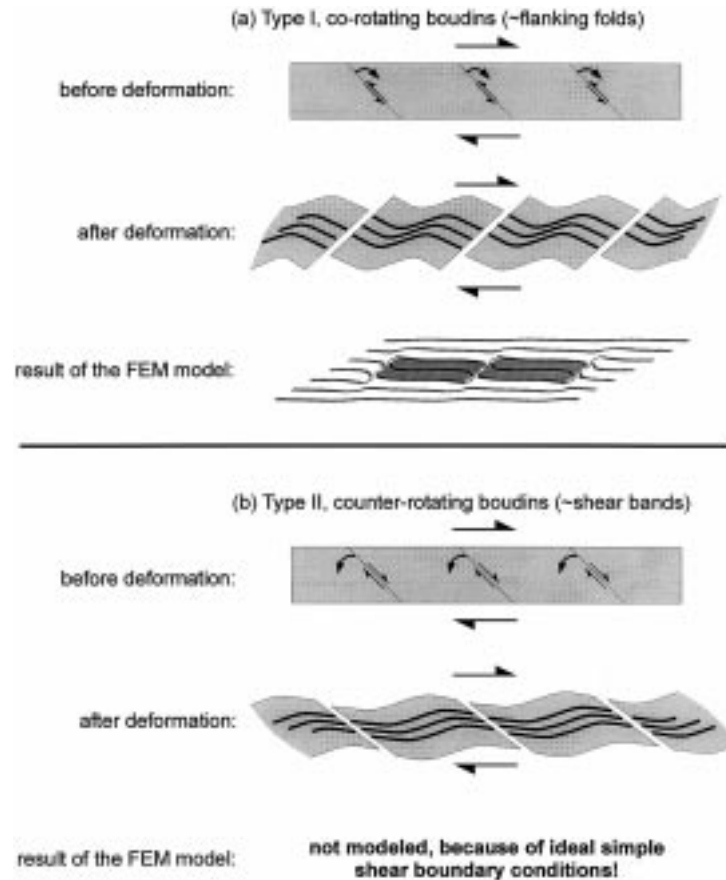 (a) Type I, co-rotating boudins (~flanking folds)
before deformation:
after deformation:
result of the FEM model:
(b) Type II, counter-rotating boudins (~shear bands)
before deformation:
after deformation:
result of the FEM model:
not modeled, because of ideal simple
shear boundary conditions!